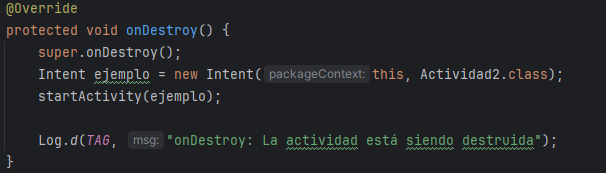 @Override
protected void onDestroy() {
    super.onDestroy();
    Intent ejemplo = new Intent( packageContext: this, Actividad2.class);
    startActivity(ejemplo);

    Log.d(TAG, msg: "onDestroy: La actividad está siendo destruida");
}